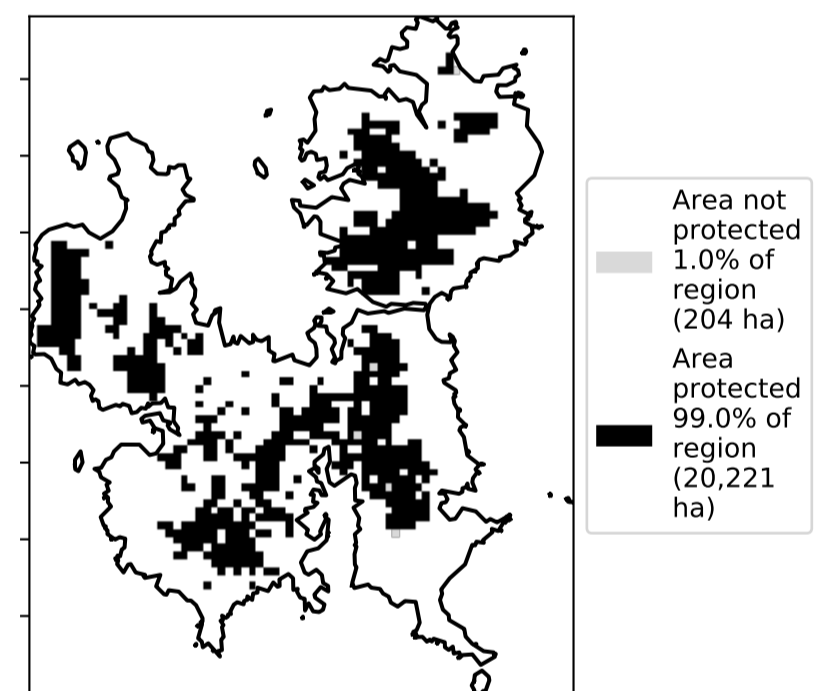 Area not
protected
1.0% of
region
(204 ha)
Area
protected
99.0% of
region
(20,221
ha)